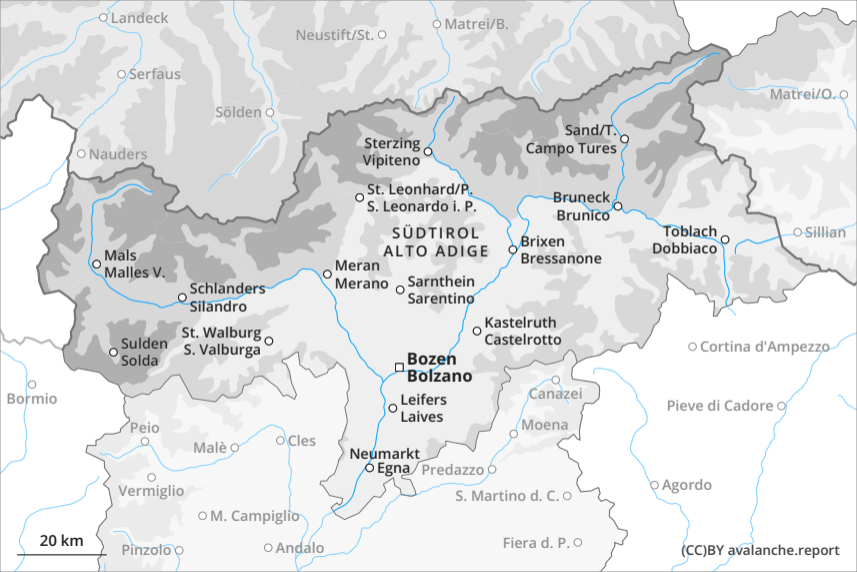 Landeck
Matrei/B.
Neustift/St.
Serfaus
Matrei/O.
Sölden
Sand/T.
Campo Tures
Sterzing
Vipiteno
Nauders
St. Leonhard/P.
S. Leonardo i. P.
Bruneck
Brunico
SÜDTIROL
ALTO ADIGE
Toblach
Dobbiaco
Sillian
Brixen
Bressanone
Mals
Malles V.
Meran
Merano
Sarnthein
Sarentino
Schlanders
Silandro
Kastelruth
Castelrotto
St. Walburg
S. Valburga
Sulden
Solda
Cortina d'Ampezzo
Bozen
Bolzano
Bormio
Canazei
Leifers
Laives
Pieve di Cadore
Peio
Moena
Cles
Malè
Neumarkt
Egna
Predazzo
Vermiglio
Agordo
S. Martino d. C.
M. Campiglio
20 km
Pinzolo
Andalo
Fiera d. P.
(CC)BY avalanche.report